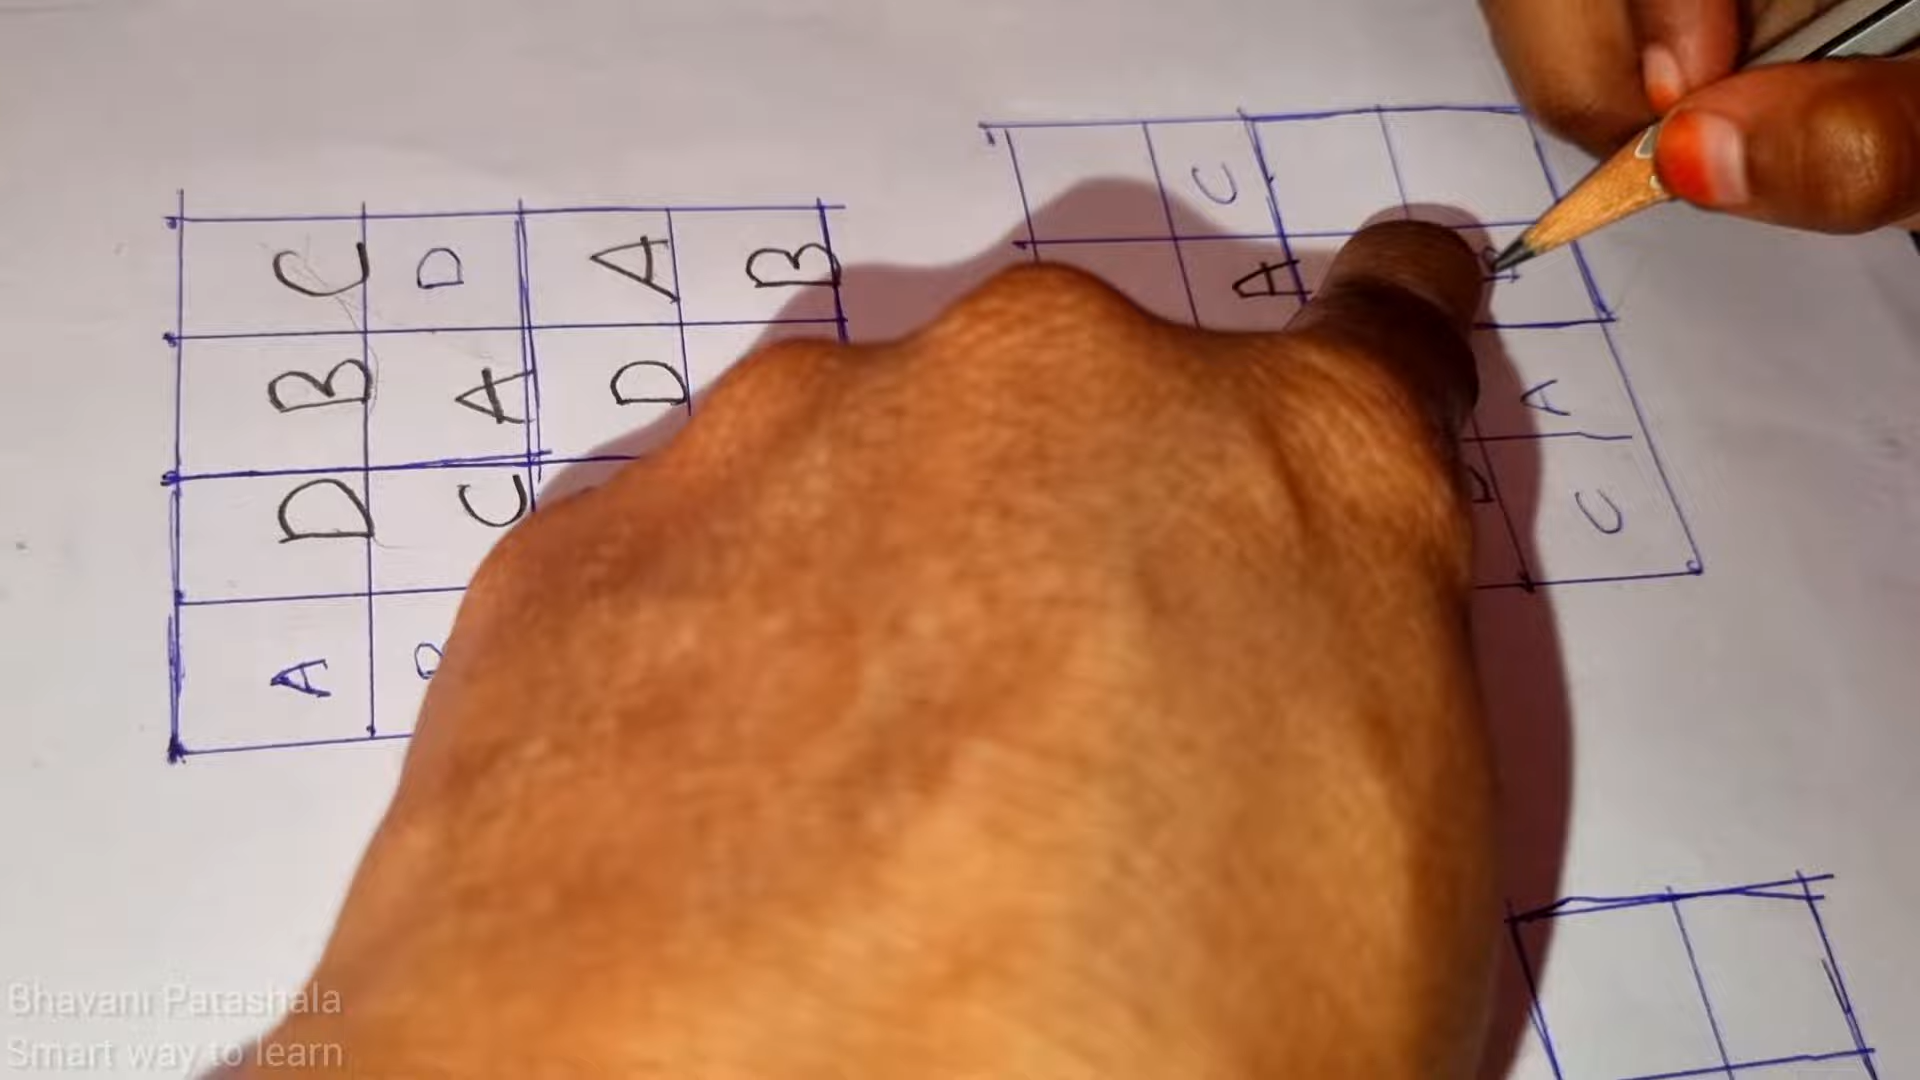 C D A B
B A D
D C
A
C
A
A
C
Bhavani Patashala
Smart way to learn